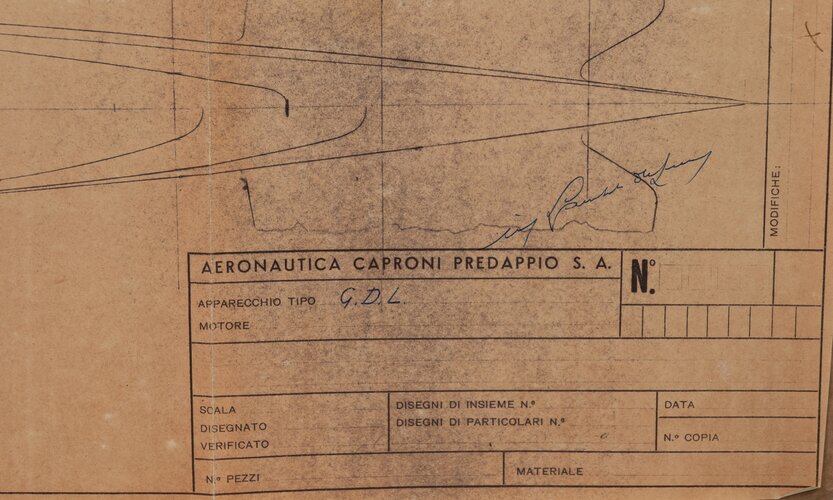 MODIFICHE:
AERONAUTICA CAPRONI PREDAPPIO S. A.
N.º
APPARECCHIO TIPO G.D.L.
MOTORE
SCALA
DISEGNATO
VERIFICATO
DISEGNI DI INSIEME N.º
DISEGNI DI PARTICOLARI N.º
DATA
N.º COPIA
N.º PEZZI
MATERIALE